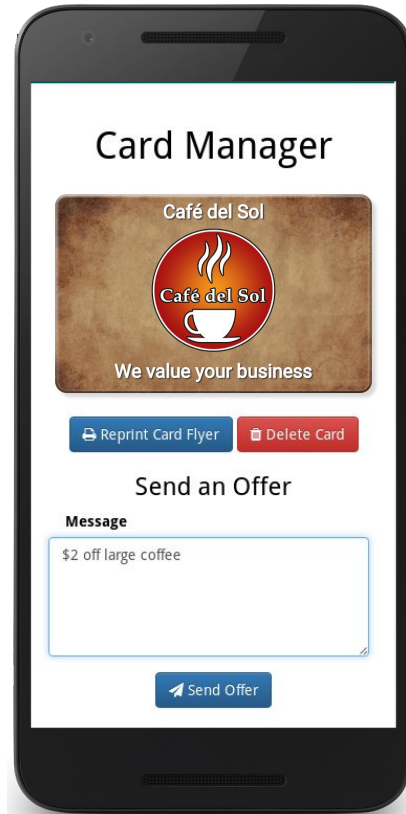 Card Manager
Café del Sol
Café del Sol
We value your business
Reprint Card Flyer Delete Card
Send an Offer
Message
$2 off large coffee
Send Offer